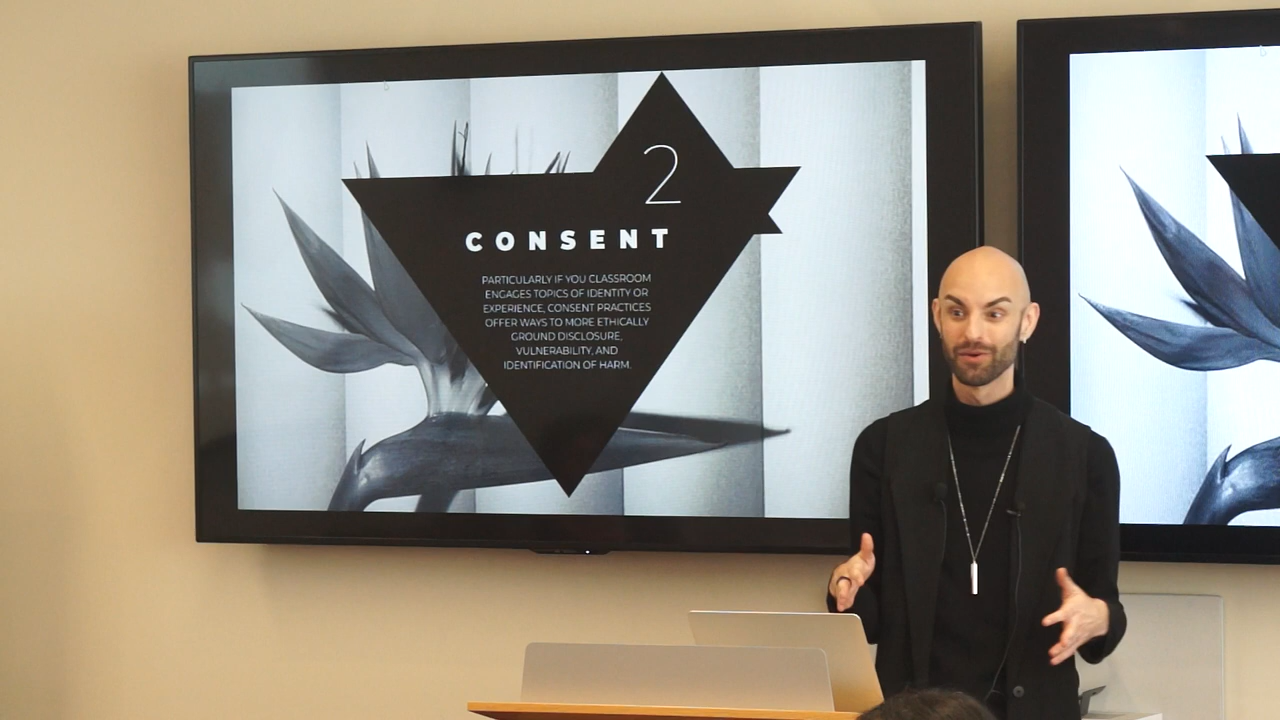 2
CONSENT
PARTICULARLY IF YOU CLASSROOM
ENGAGES TOPICS OF IDENTITY OR
EXPERIENCE, CONSENT PRACTICES
OFFER WAYS TO MORE ETHICALLY
GROUND DISCLOSURE,
VULNERABILITY, AND
IDENTIFICATION OF HARM.